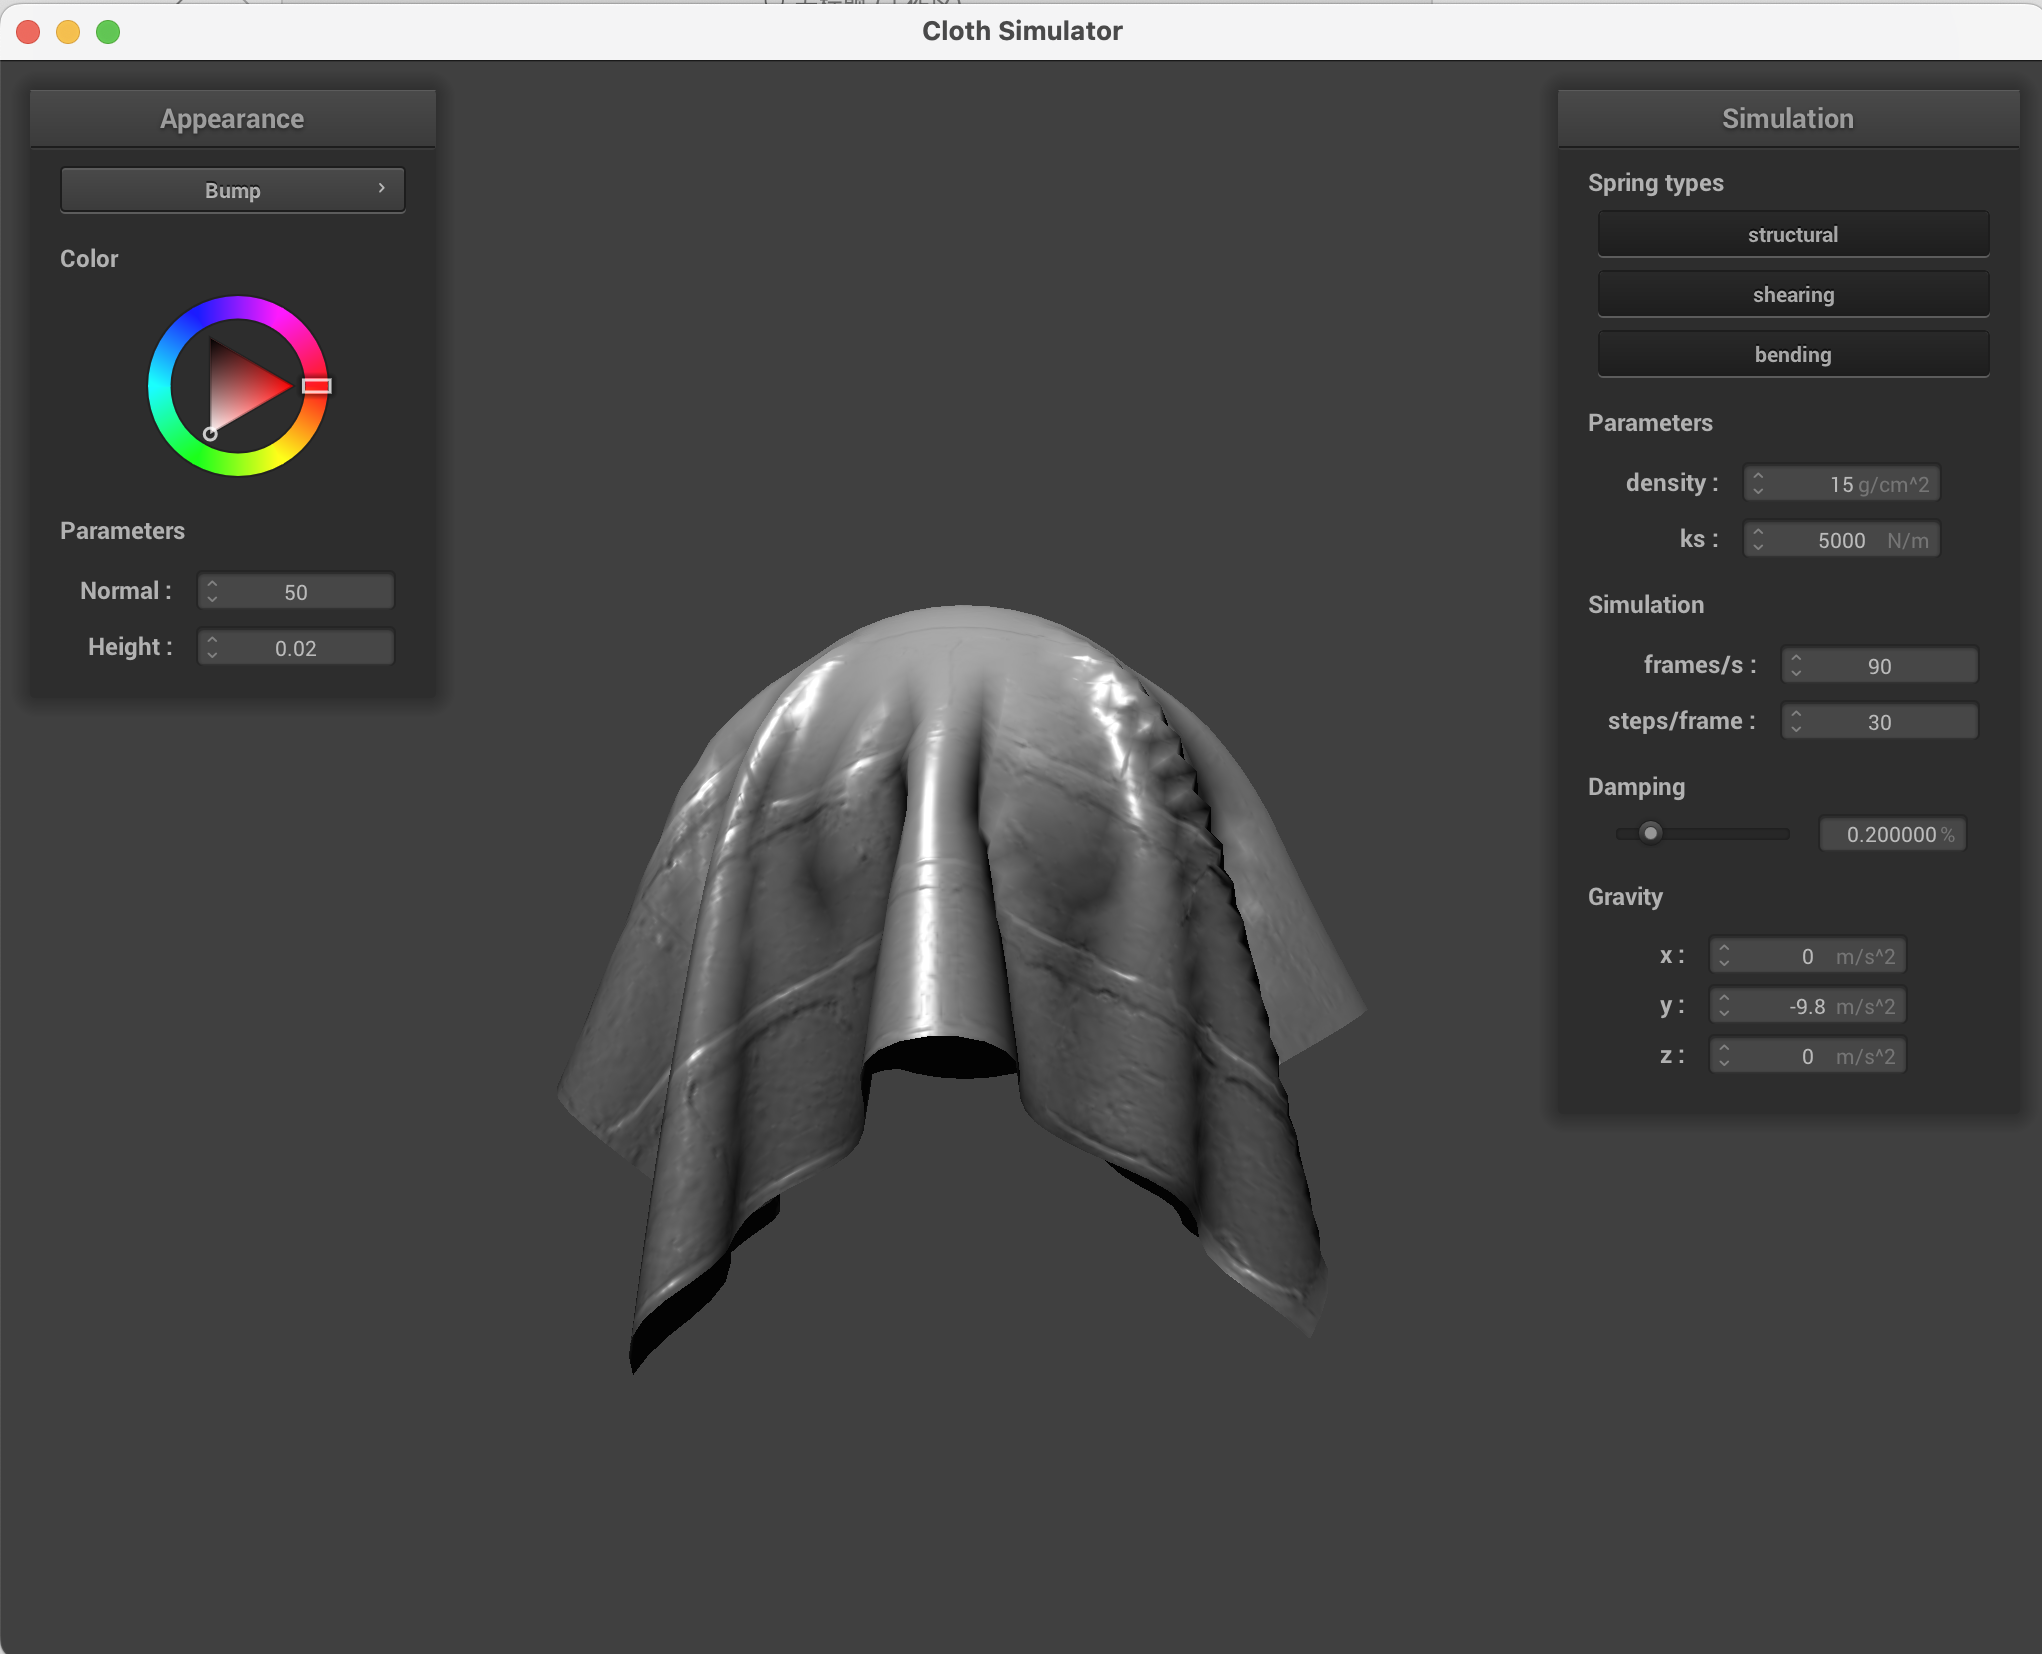 Cloth Simulator
Appearance
Bump
Color
Parameters
Normal : 50
Height : 0.02
Simulation
Spring types
structural
shearing
bending
Parameters
density : 15 g/cm^2
ks : 5000 N/m
Simulation
frames/s : 90
steps/frame : 30
Damping
0.200000 %
Gravity
x : 0 m/s^2
y : -9.8 m/s^2
z : 0 m/s^2